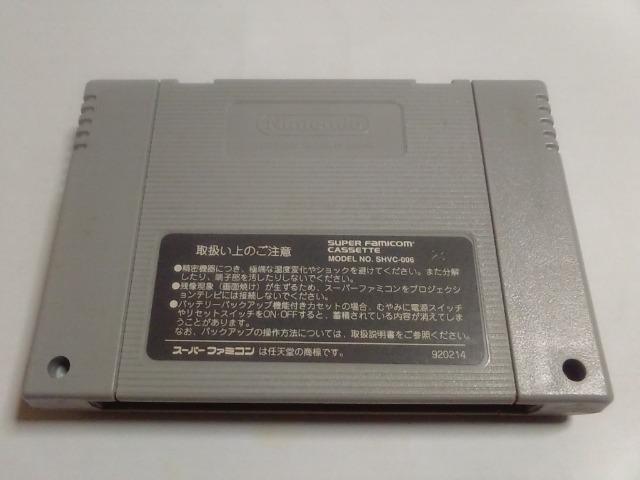 Nintendo
取扱い上のご注意
SUPER Famicom
CASSETTE
MODEL NO. SHVC-006
●精密機器につき、極端な温度変化やショックを避けてください。また分解
したり、端子部を汚したりしないでください。
●残像現象(画面焼け)が生ずるため、スーパーファミコンをプロジェクシ
ョンテレビには接続しないでください。
●バッテリーバックアップ機能付きカセットの場合、むやみに電源スイッチ
やリセットスイッチをON・OFFすると、蓄積されている内容が消えてしま
うことがあります。
なお、バックアップの操作方法については、取扱説明書をご参照ください。
スーパーファミコン は任天堂の商標です。
920214